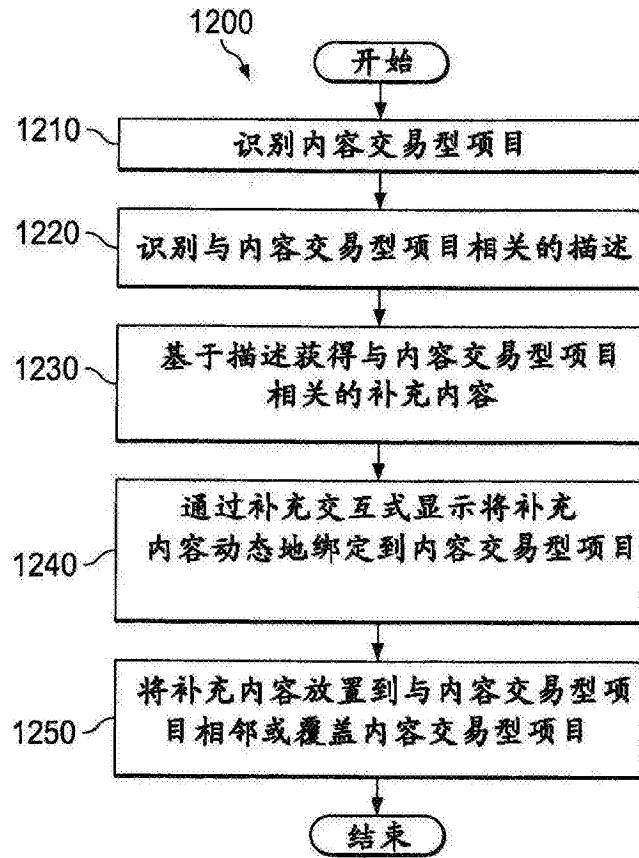 1200
开始
1210
识别内容交易型项目
1220
识别与内容交易型项目相关的描述
1230
基于描述获得与内容交易型项目
相关的补充内容
1240
通过补充交互式显示将补充
内容动态地绑定到内容交易型项目
1250
将补充内容放置到与内容交易型项
目相邻或覆盖内容交易型项目
结束